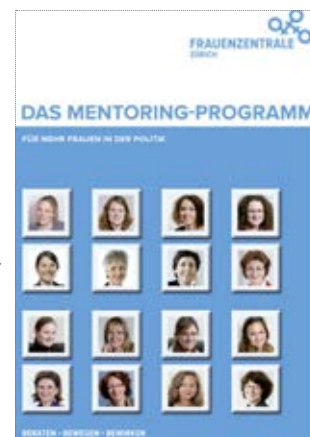 FRAUENZENTRALE
ZÜRICH
DAS MENTORING-PROGRAMM
FÜR MEHR FRAUEN IN DER POLITIK
BERATEN • BEWEGEN • BEWIRKEN